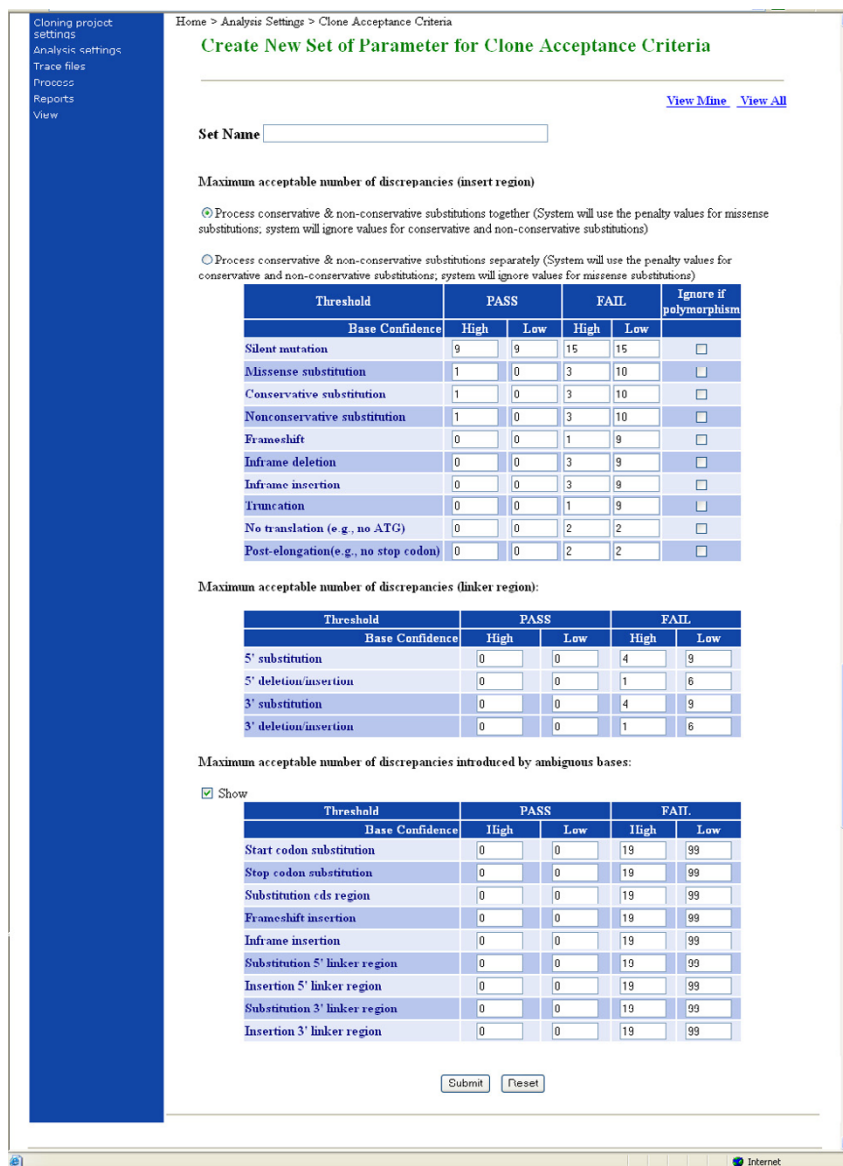 Cloning project
settings
Analysis settings
Trace files
Process
Reports
View
Home > Analysis Settings > Clone Acceptance Criteria
Create New Set of Parameter for Clone Acceptance Criteria
View Mine View All
Set Name
Maximum acceptable number of discrepancies (insert region)
Process conservative & non-conservative substitutions together (System will use the penalty values for missense
substitutions; system will ignore values for conservative and non-conservative substitutions)
Process conservative & non-conservative substitutions separately (System will use the penalty values for
conservative and non-conservative substitutions; system will ignore values for missense substitutions)
Threshold PASS FAIL Ignore if
polymorphism
Base Confidence High Low High Low
Silent mutation 9 9 15 15
Missense substitution 1 0 3 10
Conservative substitution 1 0 3 10
Nonconservative substitution 1 0 3 10
Frameshift 0 0 1 9
Inframe deletion 0 0 3 9
Inframe insertion 0 0 3 9
Truncation 0 0 1 9
No translation (e.g., no ATG) 0 0 2 2
Post-elongation(e.g., no stop codon) 0 0 2 2
Maximum acceptable number of discrepancies (linker region):
Threshold PASS FAIL
Base Confidence High Low High Low
5' substitution 0 0 4 9
5' deletion/insertion 0 0 1 6
3' substitution 0 0 4 9
3' deletion/insertion 0 0 1 6
Maximum acceptable number of discrepancies introduced by ambiguous bases:
Show
Threshold PASS FAIL
Base Confidence High Low High Low
Start codon substitution 0 0 19 99
Stop codon substitution 0 0 19 99
Substitution cds region 0 0 19 99
Frameshift insertion 0 0 19 99
Inframe insertion 0 0 19 99
Substitution 5' linker region 0 0 19 99
Insertion 5' linker region 0 0 19 99
Substitution 3' linker region 0 0 19 99
Insertion 3' linker region 0 0 19 99
Submit Reset
Internet